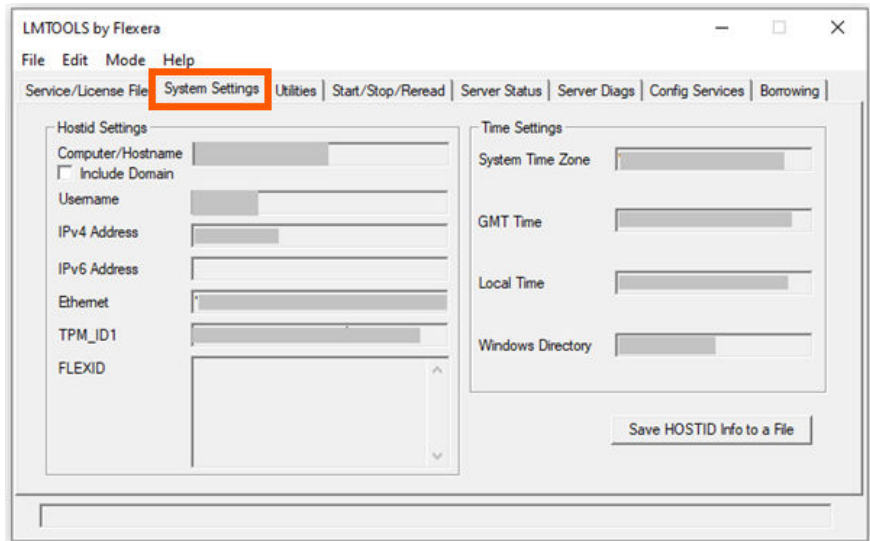 LMTOOLS by Flexera
File Edit Mode Help
Service/License File System Settings Utilities Start/Stop/Reread Server Status Server Diags Config Services Borrowing
Hostid Settings
Computer/Hostname
Include Domain
Username
IPv4 Address
IPv6 Address
Ethernet
TPM_ID1
FLEXID
Time Settings
System Time Zone
GMT Time
Local Time
Windows Directory
Save HOSTID Info to a File